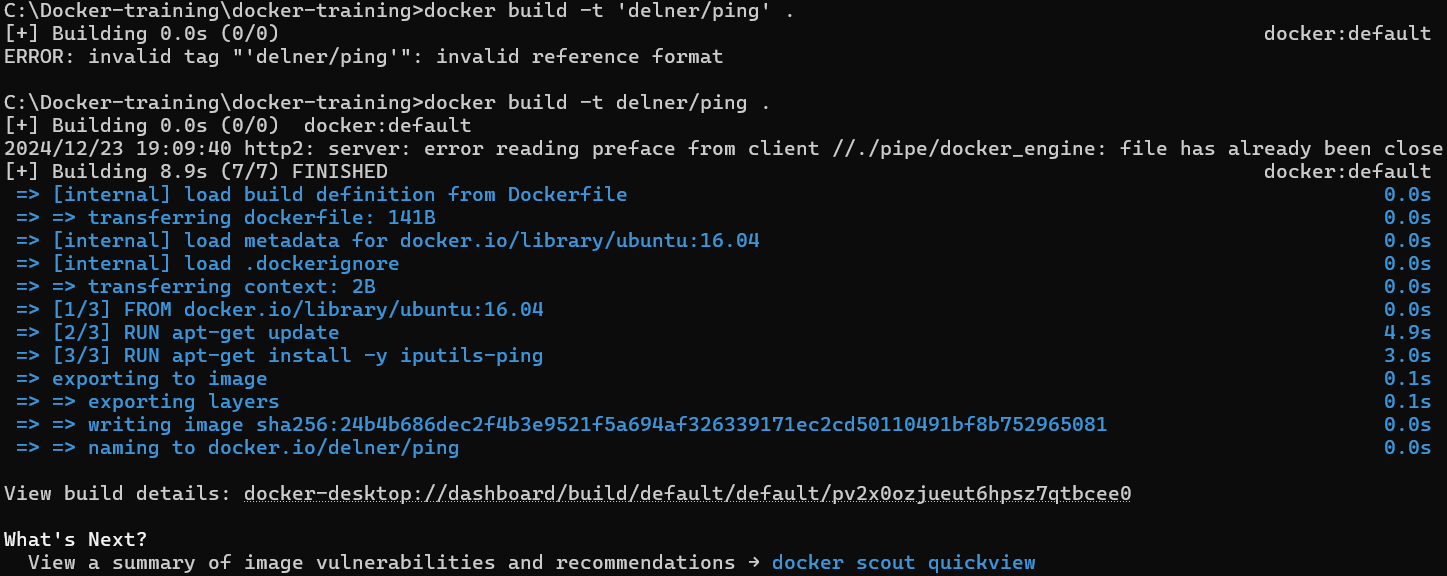 C:\Docker-training\docker-training>docker build -t 'delner/ping' .
[+] Building 0.0s (0/0) docker:default
ERROR: invalid tag "'delner/ping'": invalid reference format
C:\Docker-training\docker-training>docker build -t delner/ping .
[+] Building 0.0s (0/0)  docker:default
2024/12/23 19:09:40 http2: server: error reading preface from client //./pipe/docker_engine: file has already been close
[+] Building 8.9s (7/7) FINISHED docker:default
=> [internal] load build definition from Dockerfile 0.0s
=> => transferring dockerfile: 141B 0.0s
=> [internal] load metadata for docker.io/library/ubuntu:16.04 0.0s
=> [internal] load .dockerignore 0.0s
=> => transferring context: 2B 0.0s
=> [1/3] FROM docker.io/library/ubuntu:16.04 0.0s
=> [2/3] RUN apt-get update 4.9s
=> [3/3] RUN apt-get install -y iputils-ping 3.0s
=> exporting to image 0.1s
=> => exporting layers 0.1s
=> => writing image sha256:24b4b686dec2f4b3e9521f5a694af326339171ec2cd50110491bf8b752965081 0.0s
=> => naming to docker.io/delner/ping 0.0s
View build details: docker-desktop://dashboard/build/default/default/pv2x0ozjueut6hpsz7qtbcee0
What's Next?
View a summary of image vulnerabilities and recommendations → docker scout quickview